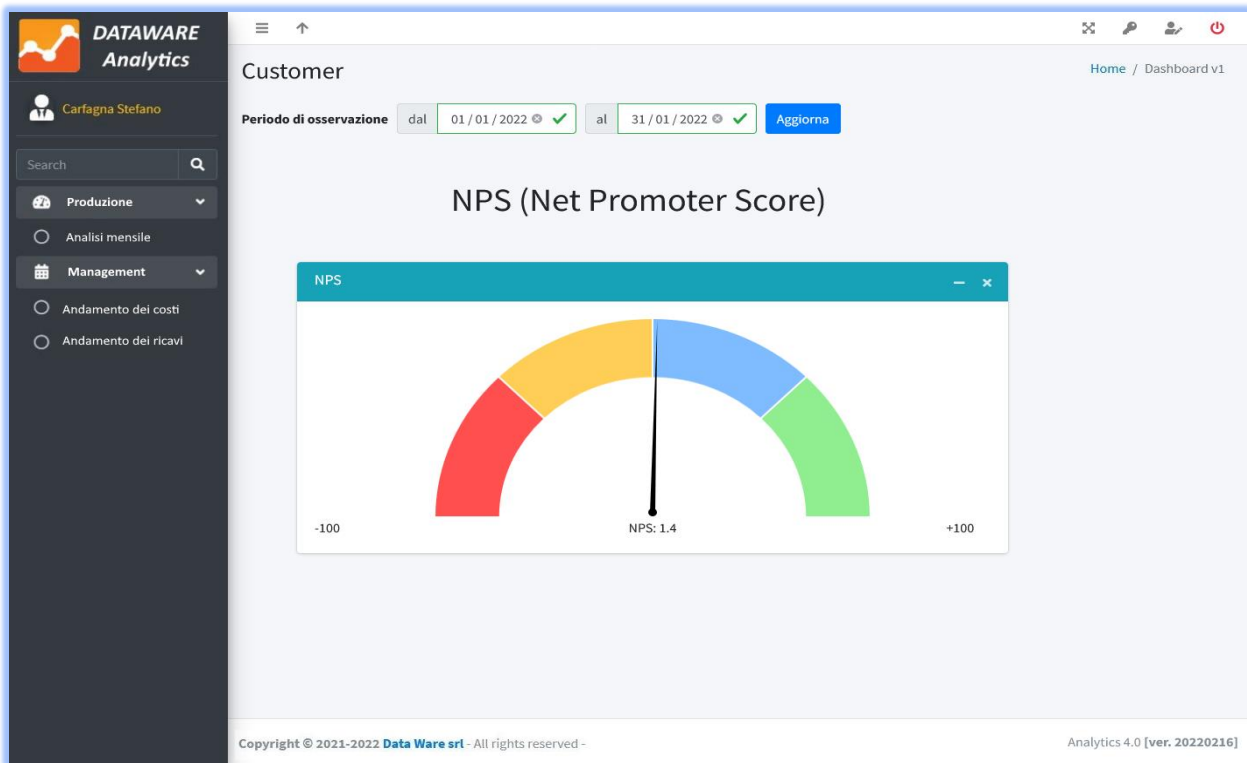 DATAWARE
Analytics
Carfagna Stefano
Search
Produzione
Analisi mensile
Management
Andamento dei costi
Andamento dei ricavi
Customer
Home / Dashboard v1
Periodo di osservazione dal 01/01/2022 al 31/01/2022 Aggiorna
NPS (Net Promoter Score)
NPS
-100 NPS: 1.4 +100
Copyright © 2021-2022 Data Ware srl - All rights reserved -
Analytics 4.0 [ver. 20220216]